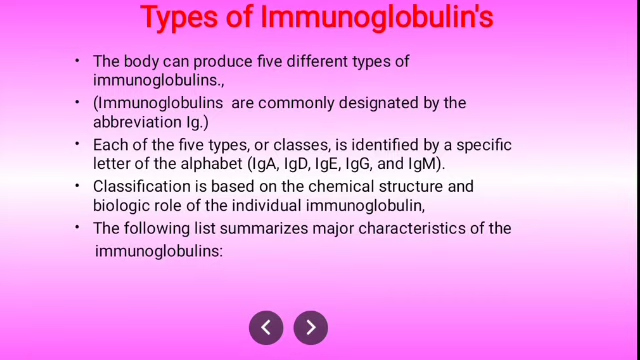 Types of Immunoglobulin's
• The body can produce five different types of
immunoglobulins.,
• (Immunoglobulins  are commonly designated by the
abbreviation Ig.)
• Each of the five types, or classes, is identified by a specific
letter of the alphabet (IgA, IgD, IgE, IgG, and IgM).
• Classification is based on the chemical structure and
biologic role of the individual immunoglobulin,
• The following list summarizes major characteristics of the
immunoglobulins: